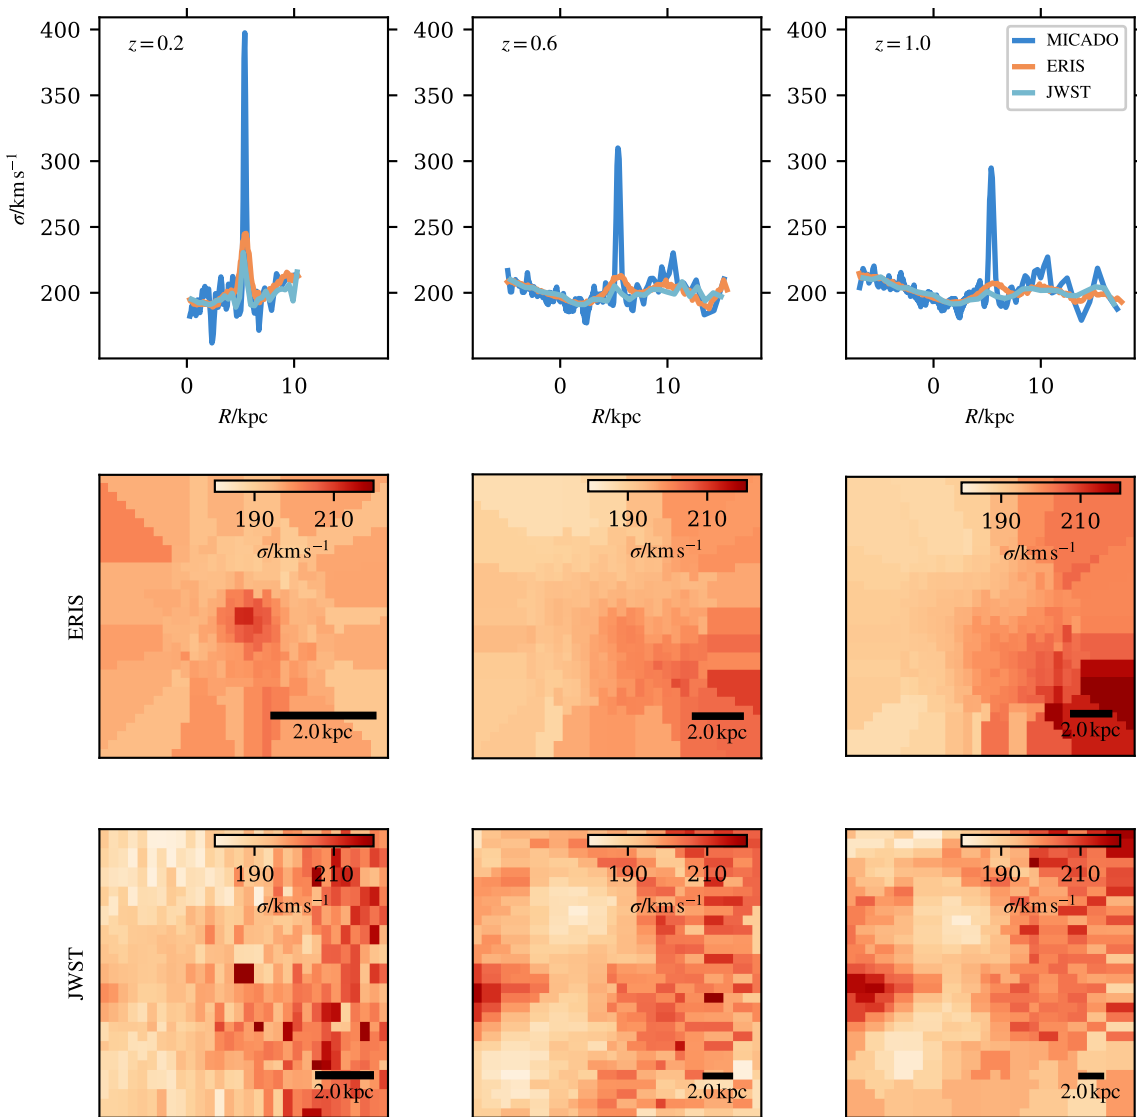 z = 0.2
z = 0.6
z = 1.0
MICADO
ERIS
JWST
400
350
300
250
200
σ/km s⁻¹
400
350
300
250
200
400
350
300
250
200
0 10
0 10
0 10
R/kpc
R/kpc
R/kpc
ERIS
190 210
σ/km s⁻¹
2.0 kpc
190 210
σ/km s⁻¹
2.0 kpc
190 210
σ/km s⁻¹
2.0 kpc
JWST
190 210
σ/km s⁻¹
2.0 kpc
190 210
σ/km s⁻¹
2.0 kpc
190 210
σ/km s⁻¹
2.0 kpc